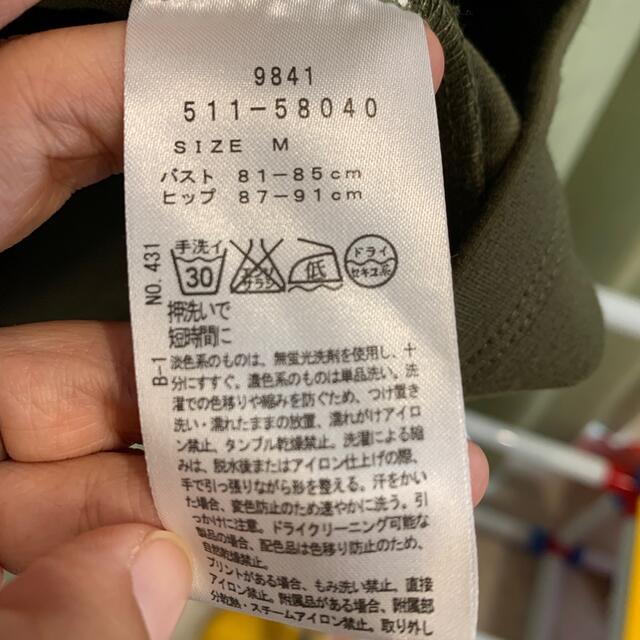 9841
511-58040
SIZE M
バスト 81-85cm
ヒップ 87-91cm
NO. 431
手洗イ
30
エンソ
サラシ
低
ドライ
セキユ系
押洗いで
短時間に
B-1
淡色系のものは、無蛍光洗剤を使用し、十
分にすすぐ。濃色系のものは単品洗い。洗
濯での色移りや縮みを防ぐため、つけ置き
洗い・濡れたままの放置、濡れがけアイロ
ン禁止、タンブル乾燥禁止。洗濯による縮
みは、脱水後またはアイロン仕上げの際、
手で引っ張りながら形を整える。汗をかい
た場合、変色防止のため速やかに洗う。引
っかけに注意。ドライクリーニング可能な
製品の場合、配色品は色移り防止のため、
自然乾燥禁止。
プリントがある場合、もみ洗い禁止、直接
アイロン禁止。附属品がある場合、附属部
分乾熱・スチームアイロン禁止。取り外し